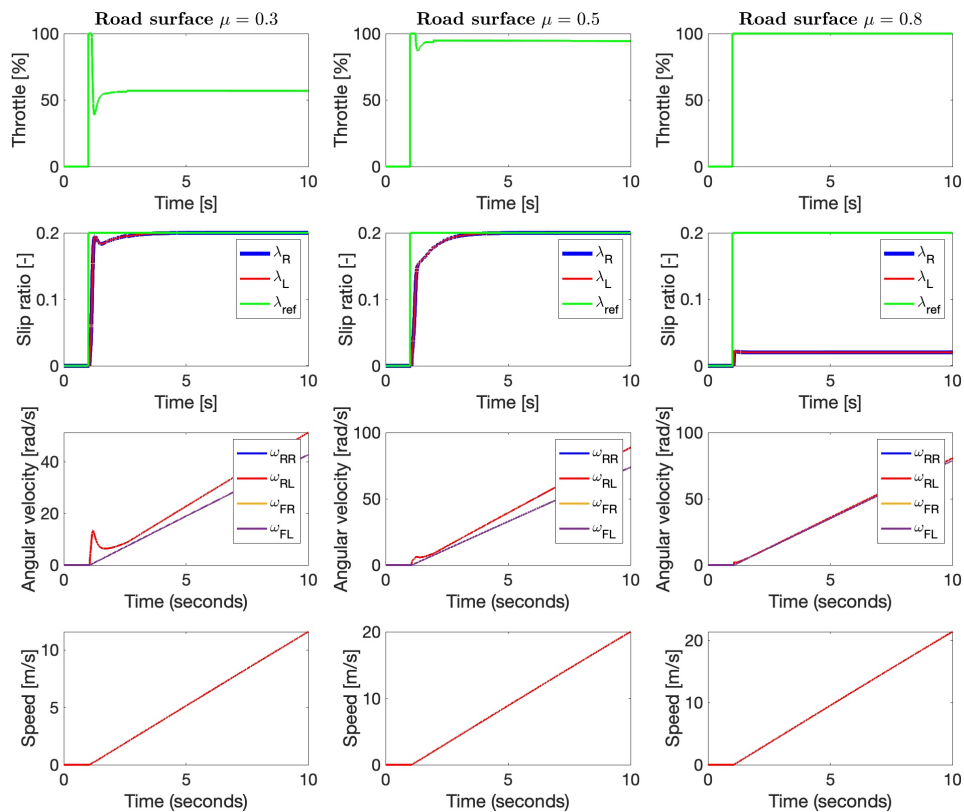 Road surface μ = 0.3
Throttle [%]
100
50
0
0
5
10
Time [s]
Road surface μ = 0.5
Throttle [%]
100
50
0
0
5
10
Time [s]
Road surface μ = 0.8
Throttle [%]
100
50
0
0
5
10
Time [s]
Slip ratio [-]
0.2
0.1
0
λR
λL
λref
0
5
10
Time [s]
Slip ratio [-]
0.2
0.1
0
λR
λL
λref
0
5
10
Time [s]
Slip ratio [-]
0.2
0.1
0
λR
λL
λref
0
5
10
Time [s]
Angular velocity [rad/s]
40
20
0
ωRR
ωRL
ωFR
ωFL
0
5
10
Time (seconds)
Angular velocity [rad/s]
100
50
0
ωRR
ωRL
ωFR
ωFL
0
5
10
Time (seconds)
Angular velocity [rad/s]
100
50
0
ωRR
ωRL
ωFR
ωFL
0
5
10
Time (seconds)
Speed [m/s]
10
5
0
0
5
10
Time (seconds)
Speed [m/s]
20
10
0
0
5
10
Time (seconds)
Speed [m/s]
20
10
0
0
5
10
Time (seconds)